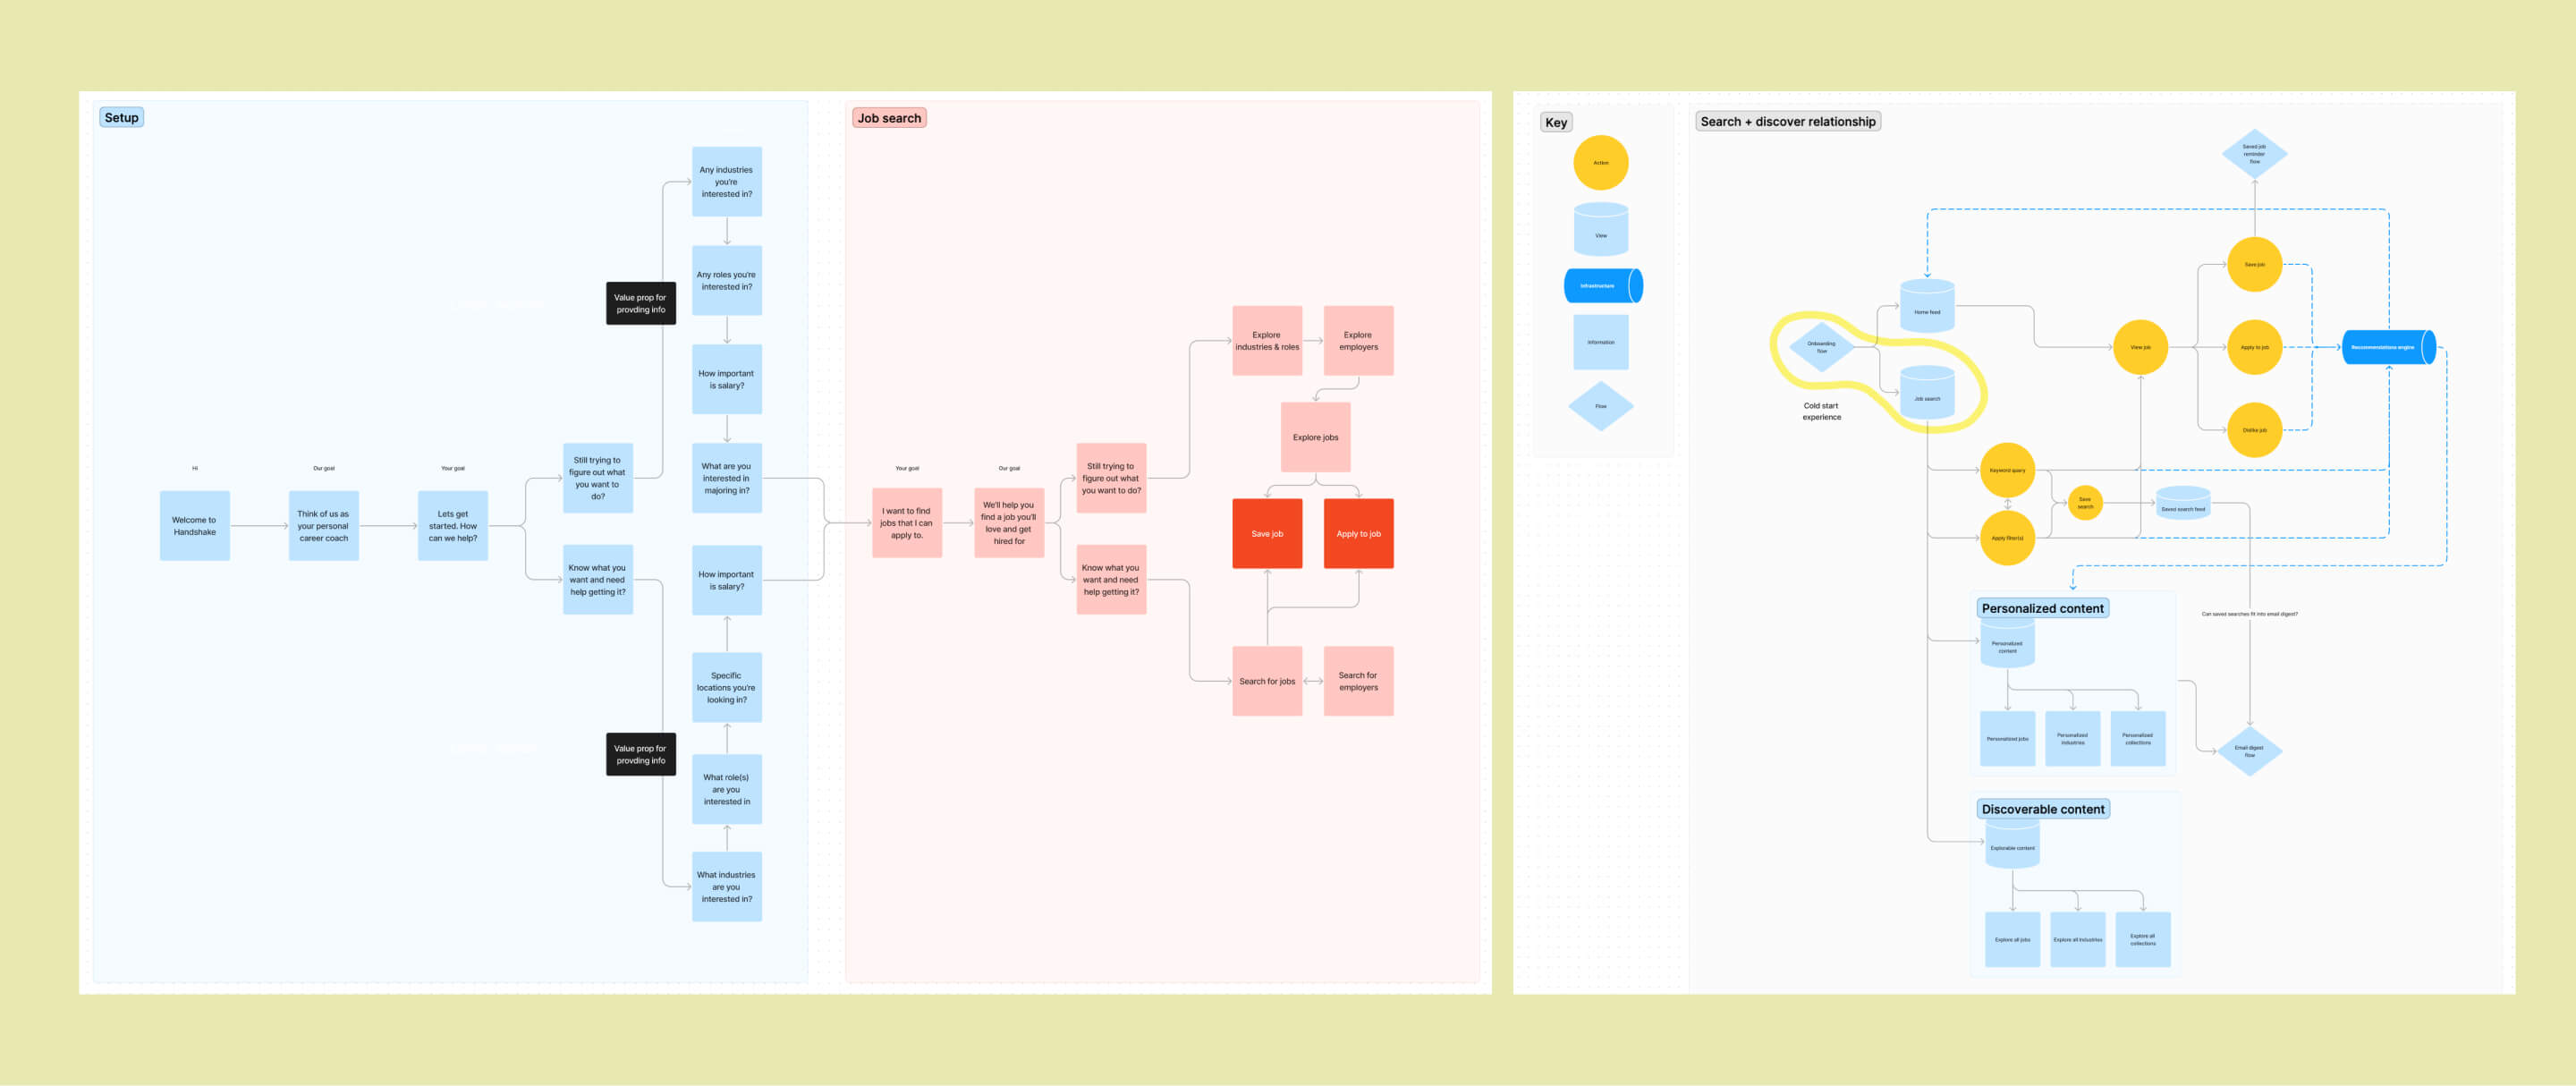 Setup
Hi
Welcome to
Handshake
Our goal
Think of us as
your personal
career coach
Your goal
Lets get
started. How
can we help?
Still trying to
figure out what
you want to
do?
Know what you
want and need
help getting it?
Value prop for
provding info
Any industries
you're
interested in?
Any roles you're
interested in?
How important
is salary?
What are you
interested in
majoring in?
How important
is salary?
Specific
locations you're
looking in?
What role(s)
are you
interested in
What industries
are you
interested in?
Value prop for
provding info
Job search
Your goal
I want to find
jobs that I can
apply to.
Our goal
We'll help you
find a job you'll
love and get
hired for
Still trying to
figure out what
you want to do?
Know what you
want and need
help getting it?
Explore
industries & roles
Explore
employers
Explore jobs
Save job
Apply to job
Search for jobs
Search for
employers
Key
Action
View
Infrastructure
Information
Flow
Search + discover relationship
Saved job
reminder
flow
Save job
Home feed
Onboarding
flow
Job search
Cold start
experience
View job
Apply to job
Dislike job
Recommendations engine
Keyword query
Apply filter(s)
Save
search
Saved search feed
Can saved searches fit into email digest?
Personalized content
Personalized
content
Personalized jobs
Personalized
industries
Personalized
collections
Email digest
flow
Discoverable content
Explorable content
Explore all jobs
Explore all industries
Explore all
collections